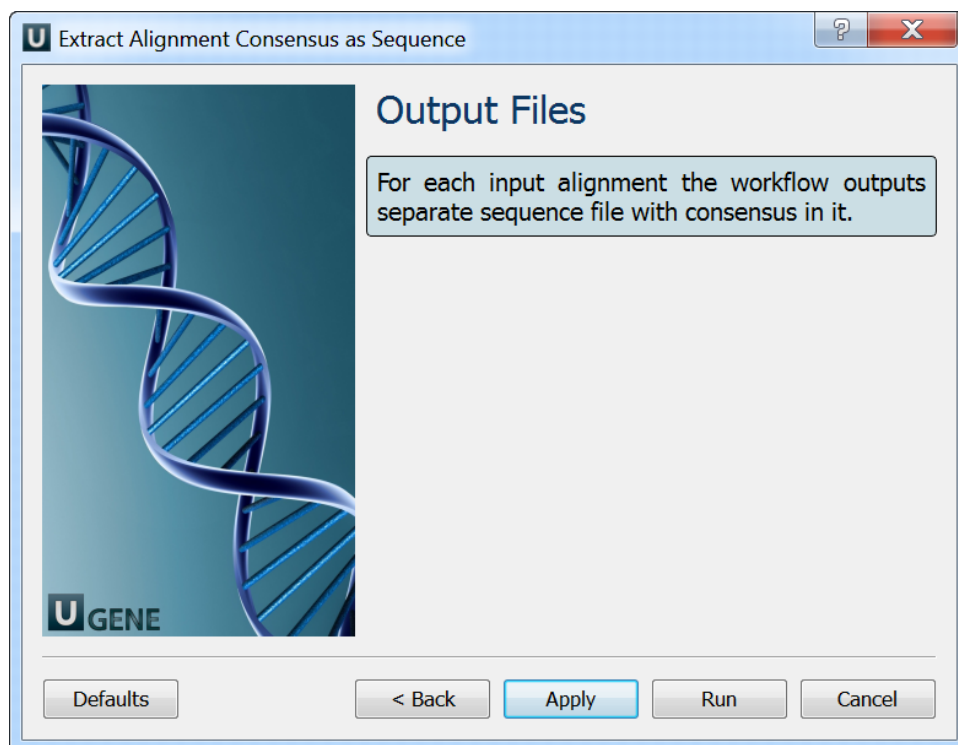 U Extract Alignment Consensus as Sequence
? X
Output Files
For each input alignment the workflow outputs
separate sequence file with consensus in it.
U GENE
Defaults
< Back
Apply
Run
Cancel